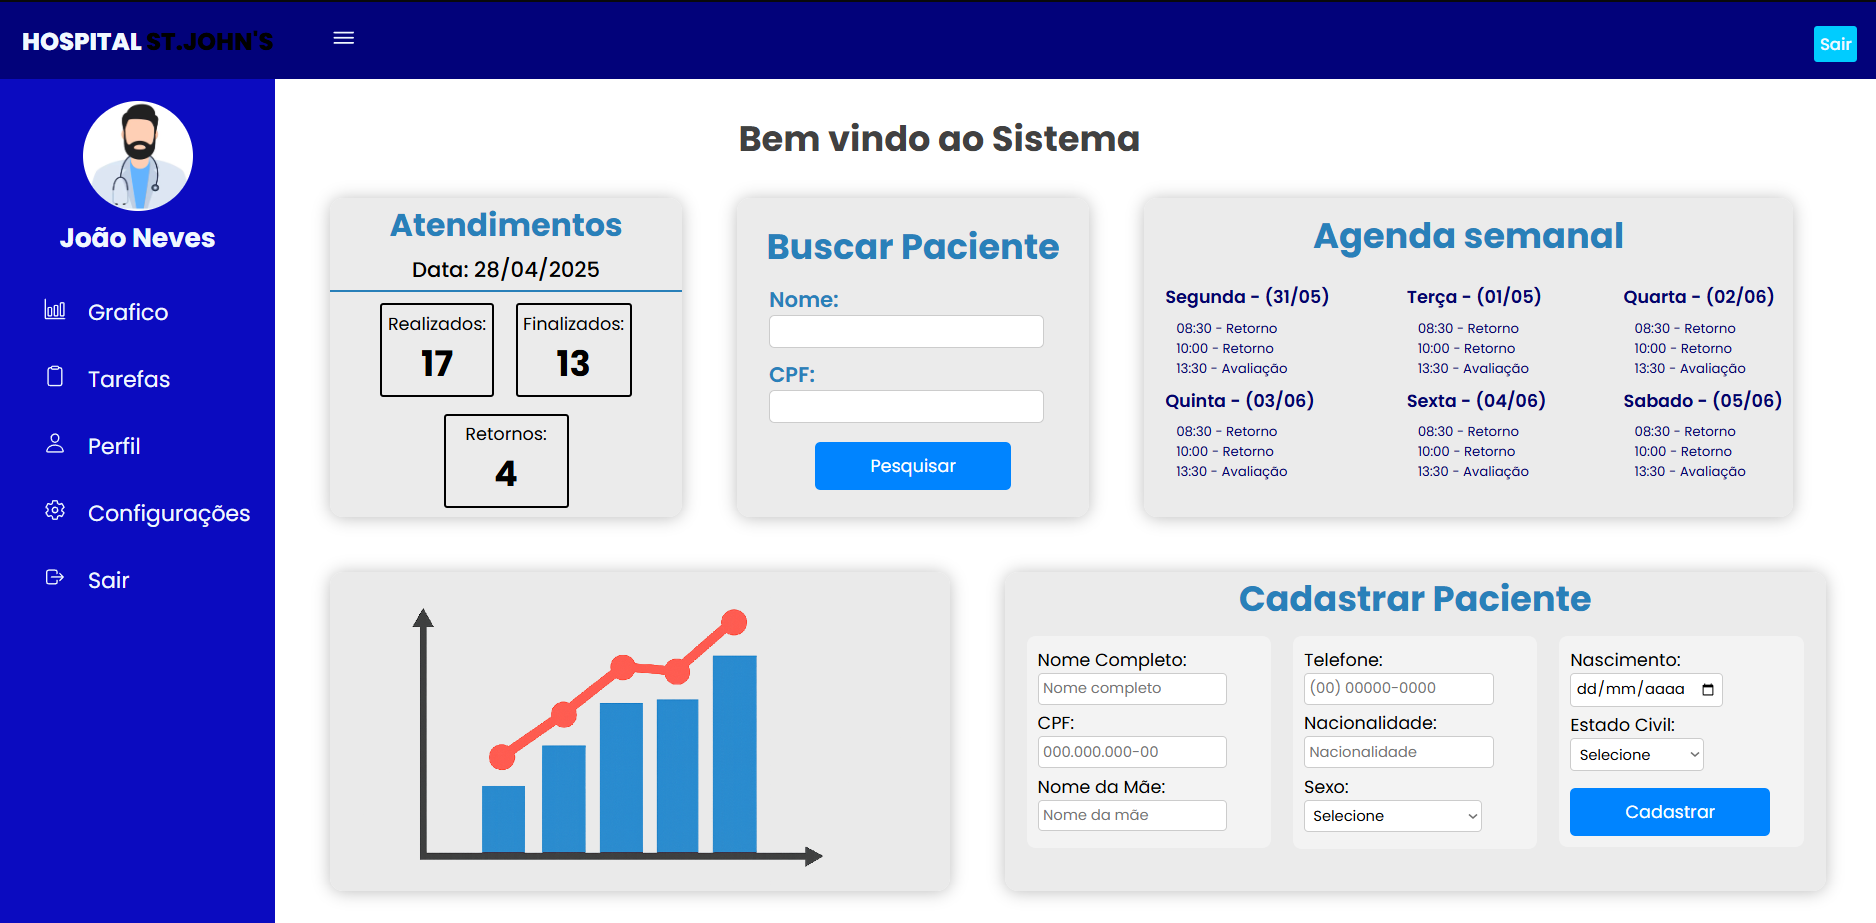 HOSPITAL ST.JOHN'S
Sair
João Neves
Grafico
Tarefas
Perfil
Configurações
Sair
Bem vindo ao Sistema
Atendimentos
Data: 28/04/2025
Realizados:
17
Finalizados:
13
Retornos:
4
Buscar Paciente
Nome:
CPF:
Pesquisar
Agenda semanal
Segunda - (31/05)
08:30 - Retorno
10:00 - Retorno
13:30 - Avaliação
Terça - (01/05)
08:30 - Retorno
10:00 - Retorno
13:30 - Avaliação
Quarta - (02/06)
08:30 - Retorno
10:00 - Retorno
13:30 - Avaliação
Quinta - (03/06)
08:30 - Retorno
10:00 - Retorno
13:30 - Avaliação
Sexta - (04/06)
08:30 - Retorno
10:00 - Retorno
13:30 - Avaliação
Sabado - (05/06)
08:30 - Retorno
10:00 - Retorno
13:30 - Avaliação
Cadastrar Paciente
Nome Completo:
Nome completo
CPF:
000.000.000-00
Nome da Mãe:
Nome da mãe
Telefone:
(00) 00000-0000
Nacionalidade:
Nacionalidade
Sexo:
Selecione
Nascimento:
dd/mm/aaaa
Estado Civil:
Selecione
Cadastrar